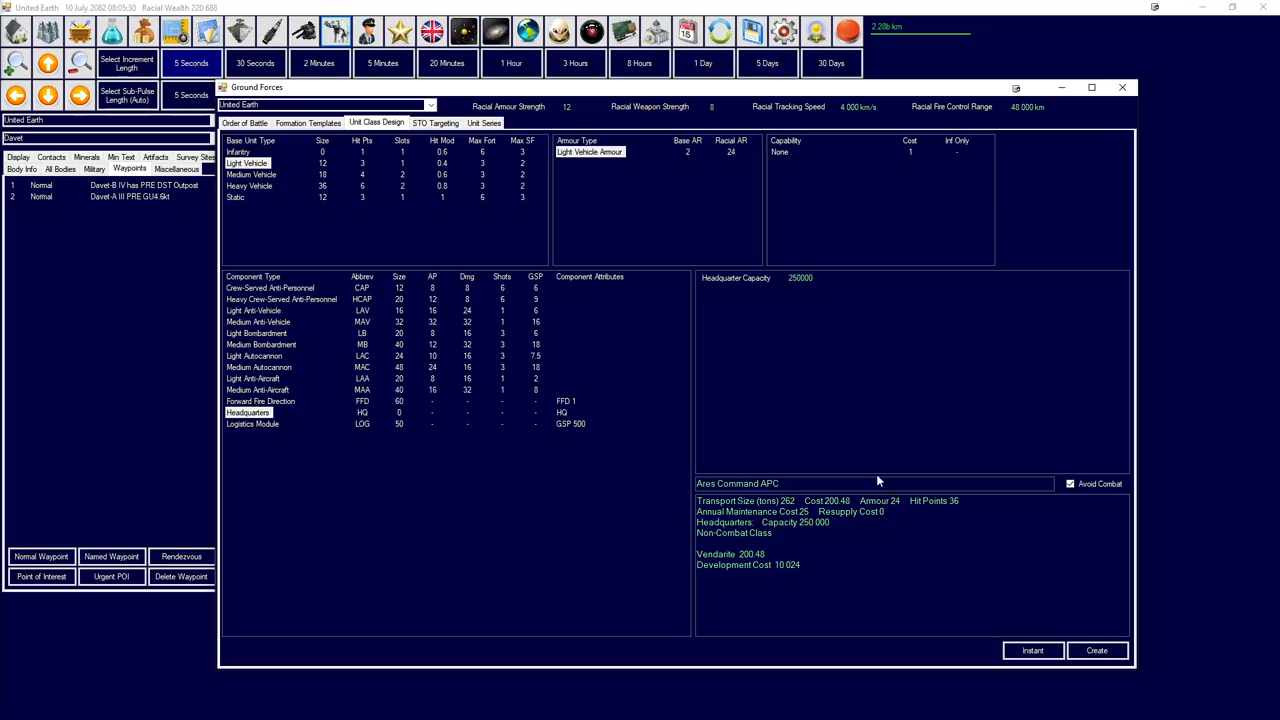 United Earth 10 July 2082 08:05:30 Racial Wealth 220 688
2.28b km
Select Increment Length 5 Seconds 30 Seconds 2 Minutes 5 Minutes 20 Minutes 1 Hour 3 Hours 8 Hours 1 Day 5 Days 30 Days
Select Sub-Pulse Length (Auto) 5 Seconds
Ground Forces
United Earth Racial Armour Strength 12 Racial Weapon Strength 8 Racial Tracking Speed 4 000 km/s Racial Fire Control Range 48 000 km
Order of Battle Formation Templates Unit Class Design STO Targeting Unit Series
United Earth
Davet
Display Contacts Minerals Min Text Artifacts Survey Sites
Body Info All Bodies Military Waypoints Miscellaneous
1 Normal Davet-B IV has PRE DST Outpost
2 Normal Davet-A III PRE GU4.6kt
Normal Waypoint Named Waypoint Rendezvous
Point of Interest Urgent POI Delete Waypoint
Base Unit Type Size Hit Pts Slots Hit Mod Max Fort Max SF
Infantry 0 1 1 0.6 6 3
Light Vehicle 12 3 1 0.4 3 2
Medium Vehicle 18 4 2 0.6 3 2
Heavy Vehicle 36 6 2 0.8 3 2
Static 12 3 1 1 6 3
Armour Type Base AR Racial AR
Light Vehicle Armour 2 24
Capability Cost Inf Only
None 1 -
Component Type Abbrev Size AP Dmg Shots GSP Component Attributes
Crew-Served Anti-Personnel CAP 12 8 8 6 6
Heavy Crew-Served Anti-Personnel HCAP 20 12 8 6 9
Light Anti-Vehicle LAV 16 16 24 1 6
Medium Anti-Vehicle MAV 32 32 32 1 16
Light Bombardment LB 20 8 16 3 6
Medium Bombardment MB 40 12 32 3 18
Light Autocannon LAC 24 10 16 3 7.5
Medium Autocannon MAC 48 24 16 3 18
Light Anti-Aircraft LAA 20 8 16 1 2
Medium Anti-Aircraft MAA 40 16 32 1 8
Forward Fire Direction FFD 60 - - - - FFD 1
Headquarters HQ 0 - - - - HQ
Logistics Module LOG 50 - - - - GSP 500
Headquarter Capacity 250000
Ares Command APC Avoid Combat
Transport Size (tons) 262 Cost 200.48 Armour 24 Hit Points 36
Annual Maintenance Cost 25 Resupply Cost 0
Headquarters: Capacity 250 000
Non-Combat Class
Vendarite 200.48
Development Cost 10 024
Instant Create